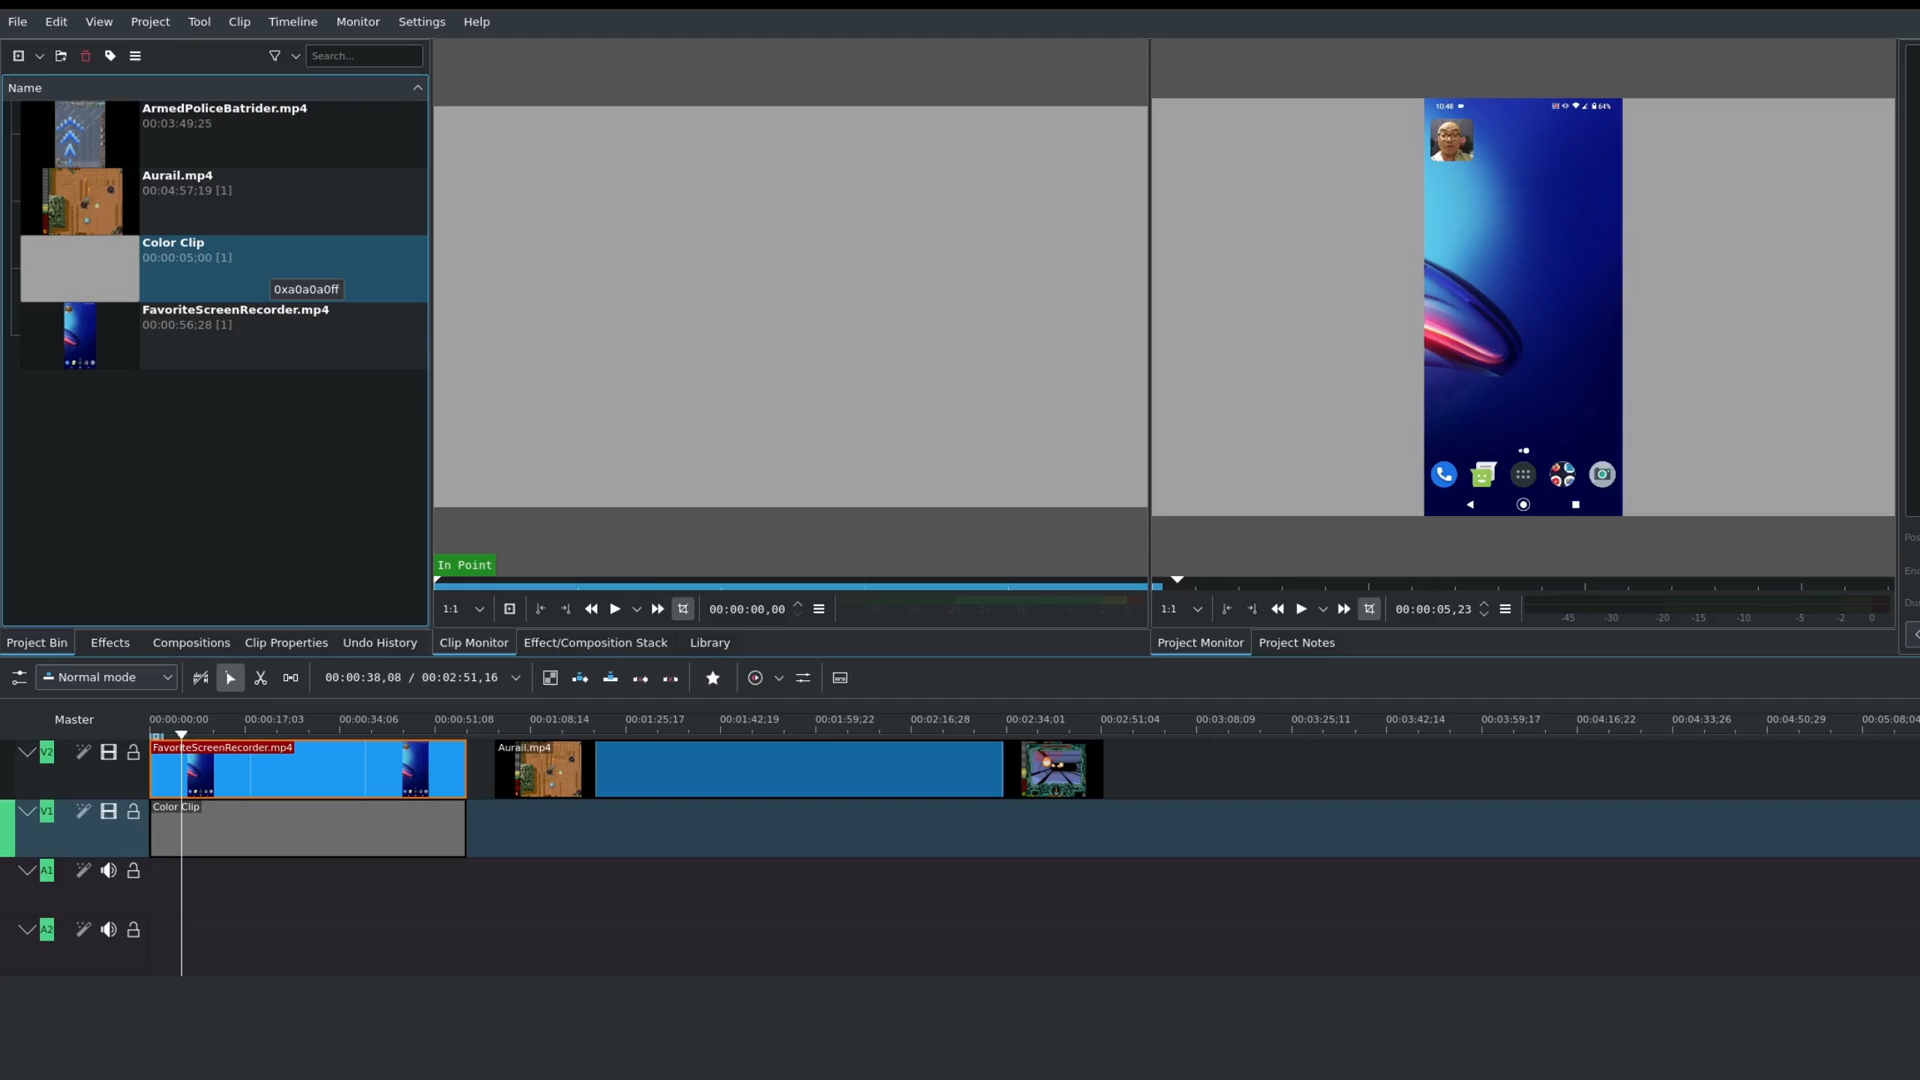 File Edit View Project Tool Clip Timeline Monitor Settings Help
Search...
Name
ArmedPoliceBatrider.mp4
00:03:49;25
Aurail.mp4
00:04:57;19 [1]
Color Clip
00:00:05;00 [1]
0xa0a0a0ff
FavoriteScreenRecorder.mp4
00:00:56;28 [1]
10:48
64%
In Point
1:1
00:00:00,00
-45 -30 -20
1:1
00:00:05,23
-45 -30 -20 -15 -10 -5 -2 0
Project Bin Effects Compositions Clip Properties Undo History
Clip Monitor Effect/Composition Stack Library
Project Monitor Project Notes
Normal mode
00:00:38,08 / 00:02:51,16
Master
00:00:00;00 00:00:17;03 00:00:34;06 00:00:51;08 00:01:08;14 00:01:25;17 00:01:42;19 00:01:59;22 00:02:16;28 00:02:34;01 00:02:51;04 00:03:08;09 00:03:25;11 00:03:42;14 00:03:59;17 00:04:16;22 00:04:33;26 00:04:50;29 00:05:08;04
V2
FavoriteScreenRecorder.mp4
Aurail.mp4
V1
Color Clip
A1
A2